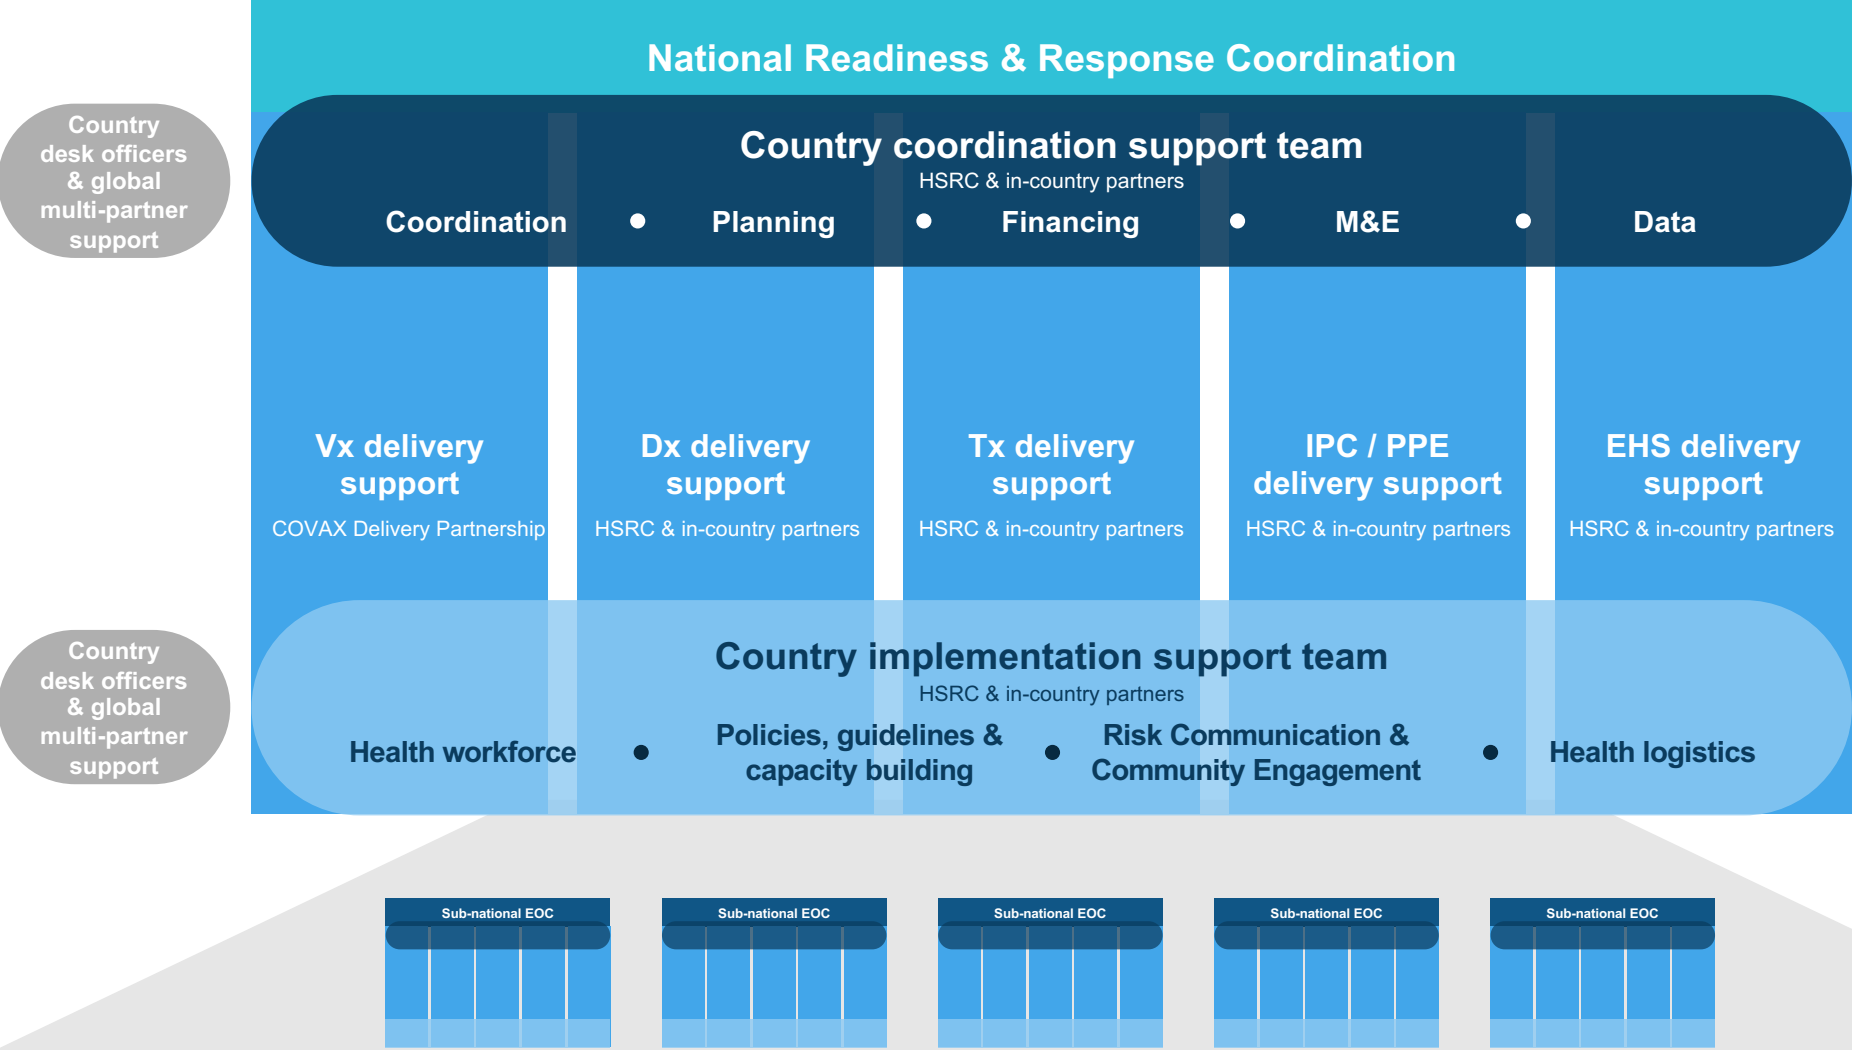 National Readiness & Response Coordination
Country
desk officers
& global
multi-partner
support
Country coordination support team
HSRC & in-country partners
Coordination • Planning • Financing • M&E • Data
Vx delivery
support
COVAX Delivery Partnership
Dx delivery
support
HSRC & in-country partners
Tx delivery
support
HSRC & in-country partners
IPC / PPE
delivery support
HSRC & in-country partners
EHS delivery
support
HSRC & in-country partners
Country
desk officers
& global
multi-partner
support
Country implementation support team
HSRC & in-country partners
Health workforce •
Policies, guidelines &
capacity building •
Risk Communication &
Community Engagement •
Health logistics
Sub-national EOC
Sub-national EOC
Sub-national EOC
Sub-national EOC
Sub-national EOC